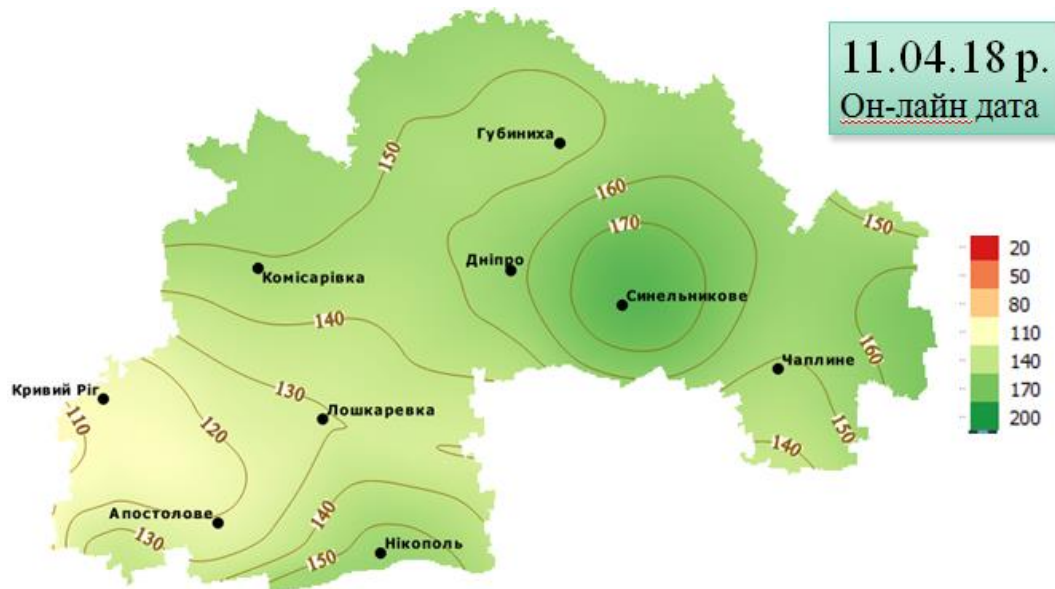 11.04.18 р.
Он-лайн дата
Губиниха
150
160
150
170
Дніпро
Комісарівка
Синельникове
20
50
80
110
140
170
200
140
160
Чаплине
Кривий Ріг
130
Лошкаревка
110
120
150
140
Апостолове
140
130
Нікополь
150